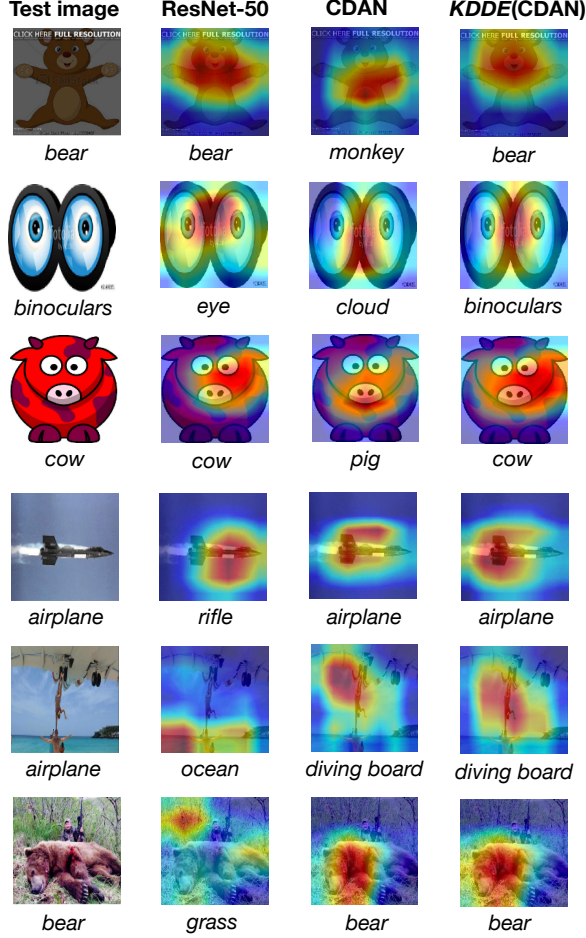 Test image ResNet-50 CDAN KDDE(CDAN)
CLICK HERE FULL RESOLUTION CLICK HERE FULL RESOLUTION CLICK HERE FULL RESOLUTION CLICK HERE FULL RESOLUTION
bear bear monkey bear
binoculars eye cloud binoculars
cow cow pig cow
airplane rifle airplane airplane
airplane ocean diving board diving board
bear grass bear bear